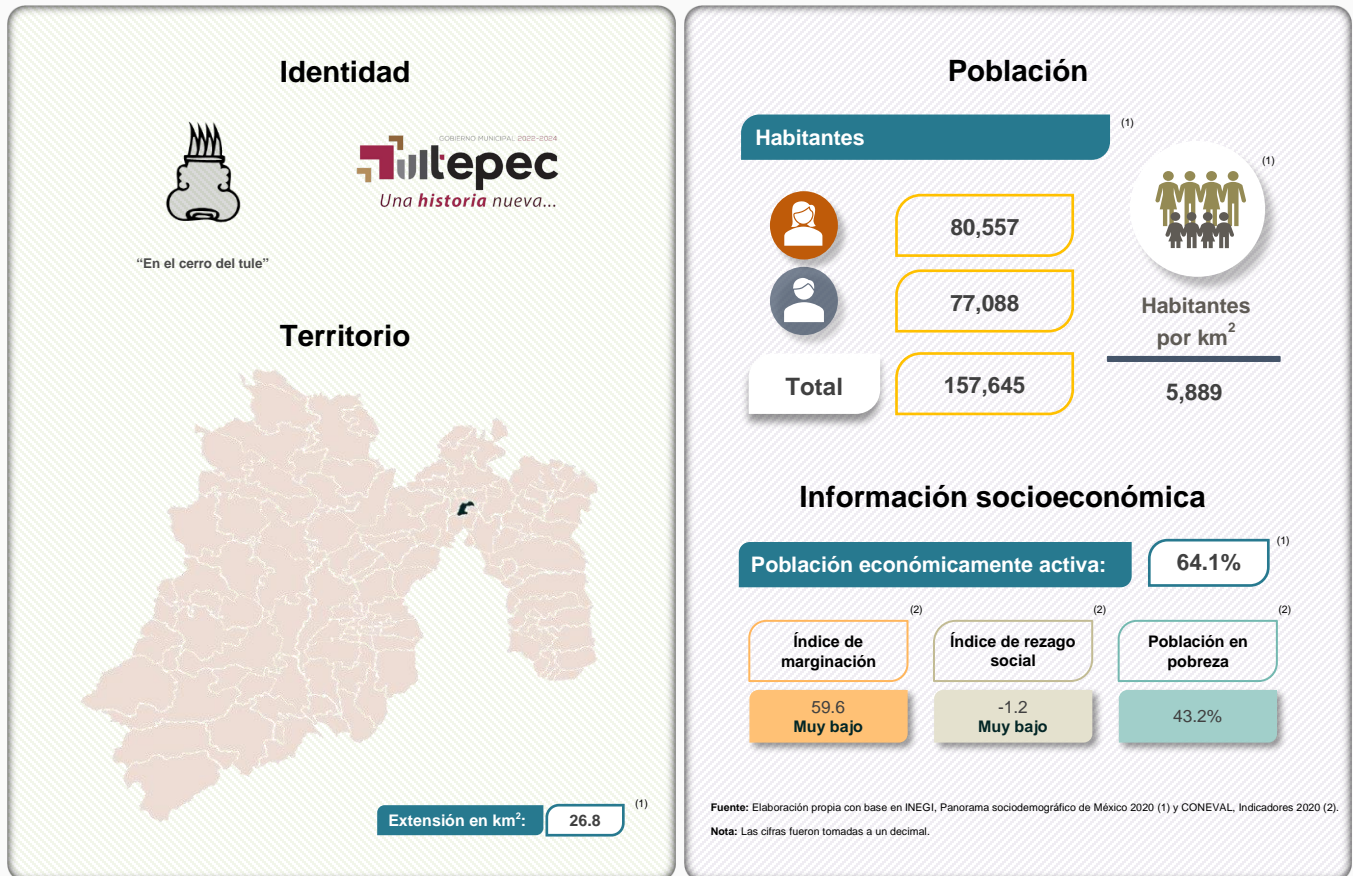 Identidad
GOBIERNO MUNICIPAL 2022-2024
Tultepec
Una historia nueva...
“En el cerro del tule”
Territorio
Extensión en km²: 26.8 (1)
Población
Habitantes (1)
(1)
80,557
77,088
Total 157,645
Habitantes
por km²
5,889
Información socioeconómica
Población económicamente activa: 64.1% (1)
(2) (2) (2)
Índice de marginación
59.6
Muy bajo
Índice de rezago social
-1.2
Muy bajo
Población en pobreza
43.2%
Fuente: Elaboración propia con base en INEGI, Panorama sociodemográfico de México 2020 (1) y CONEVAL, Indicadores 2020 (2).
Nota: Las cifras fueron tomadas a un decimal.